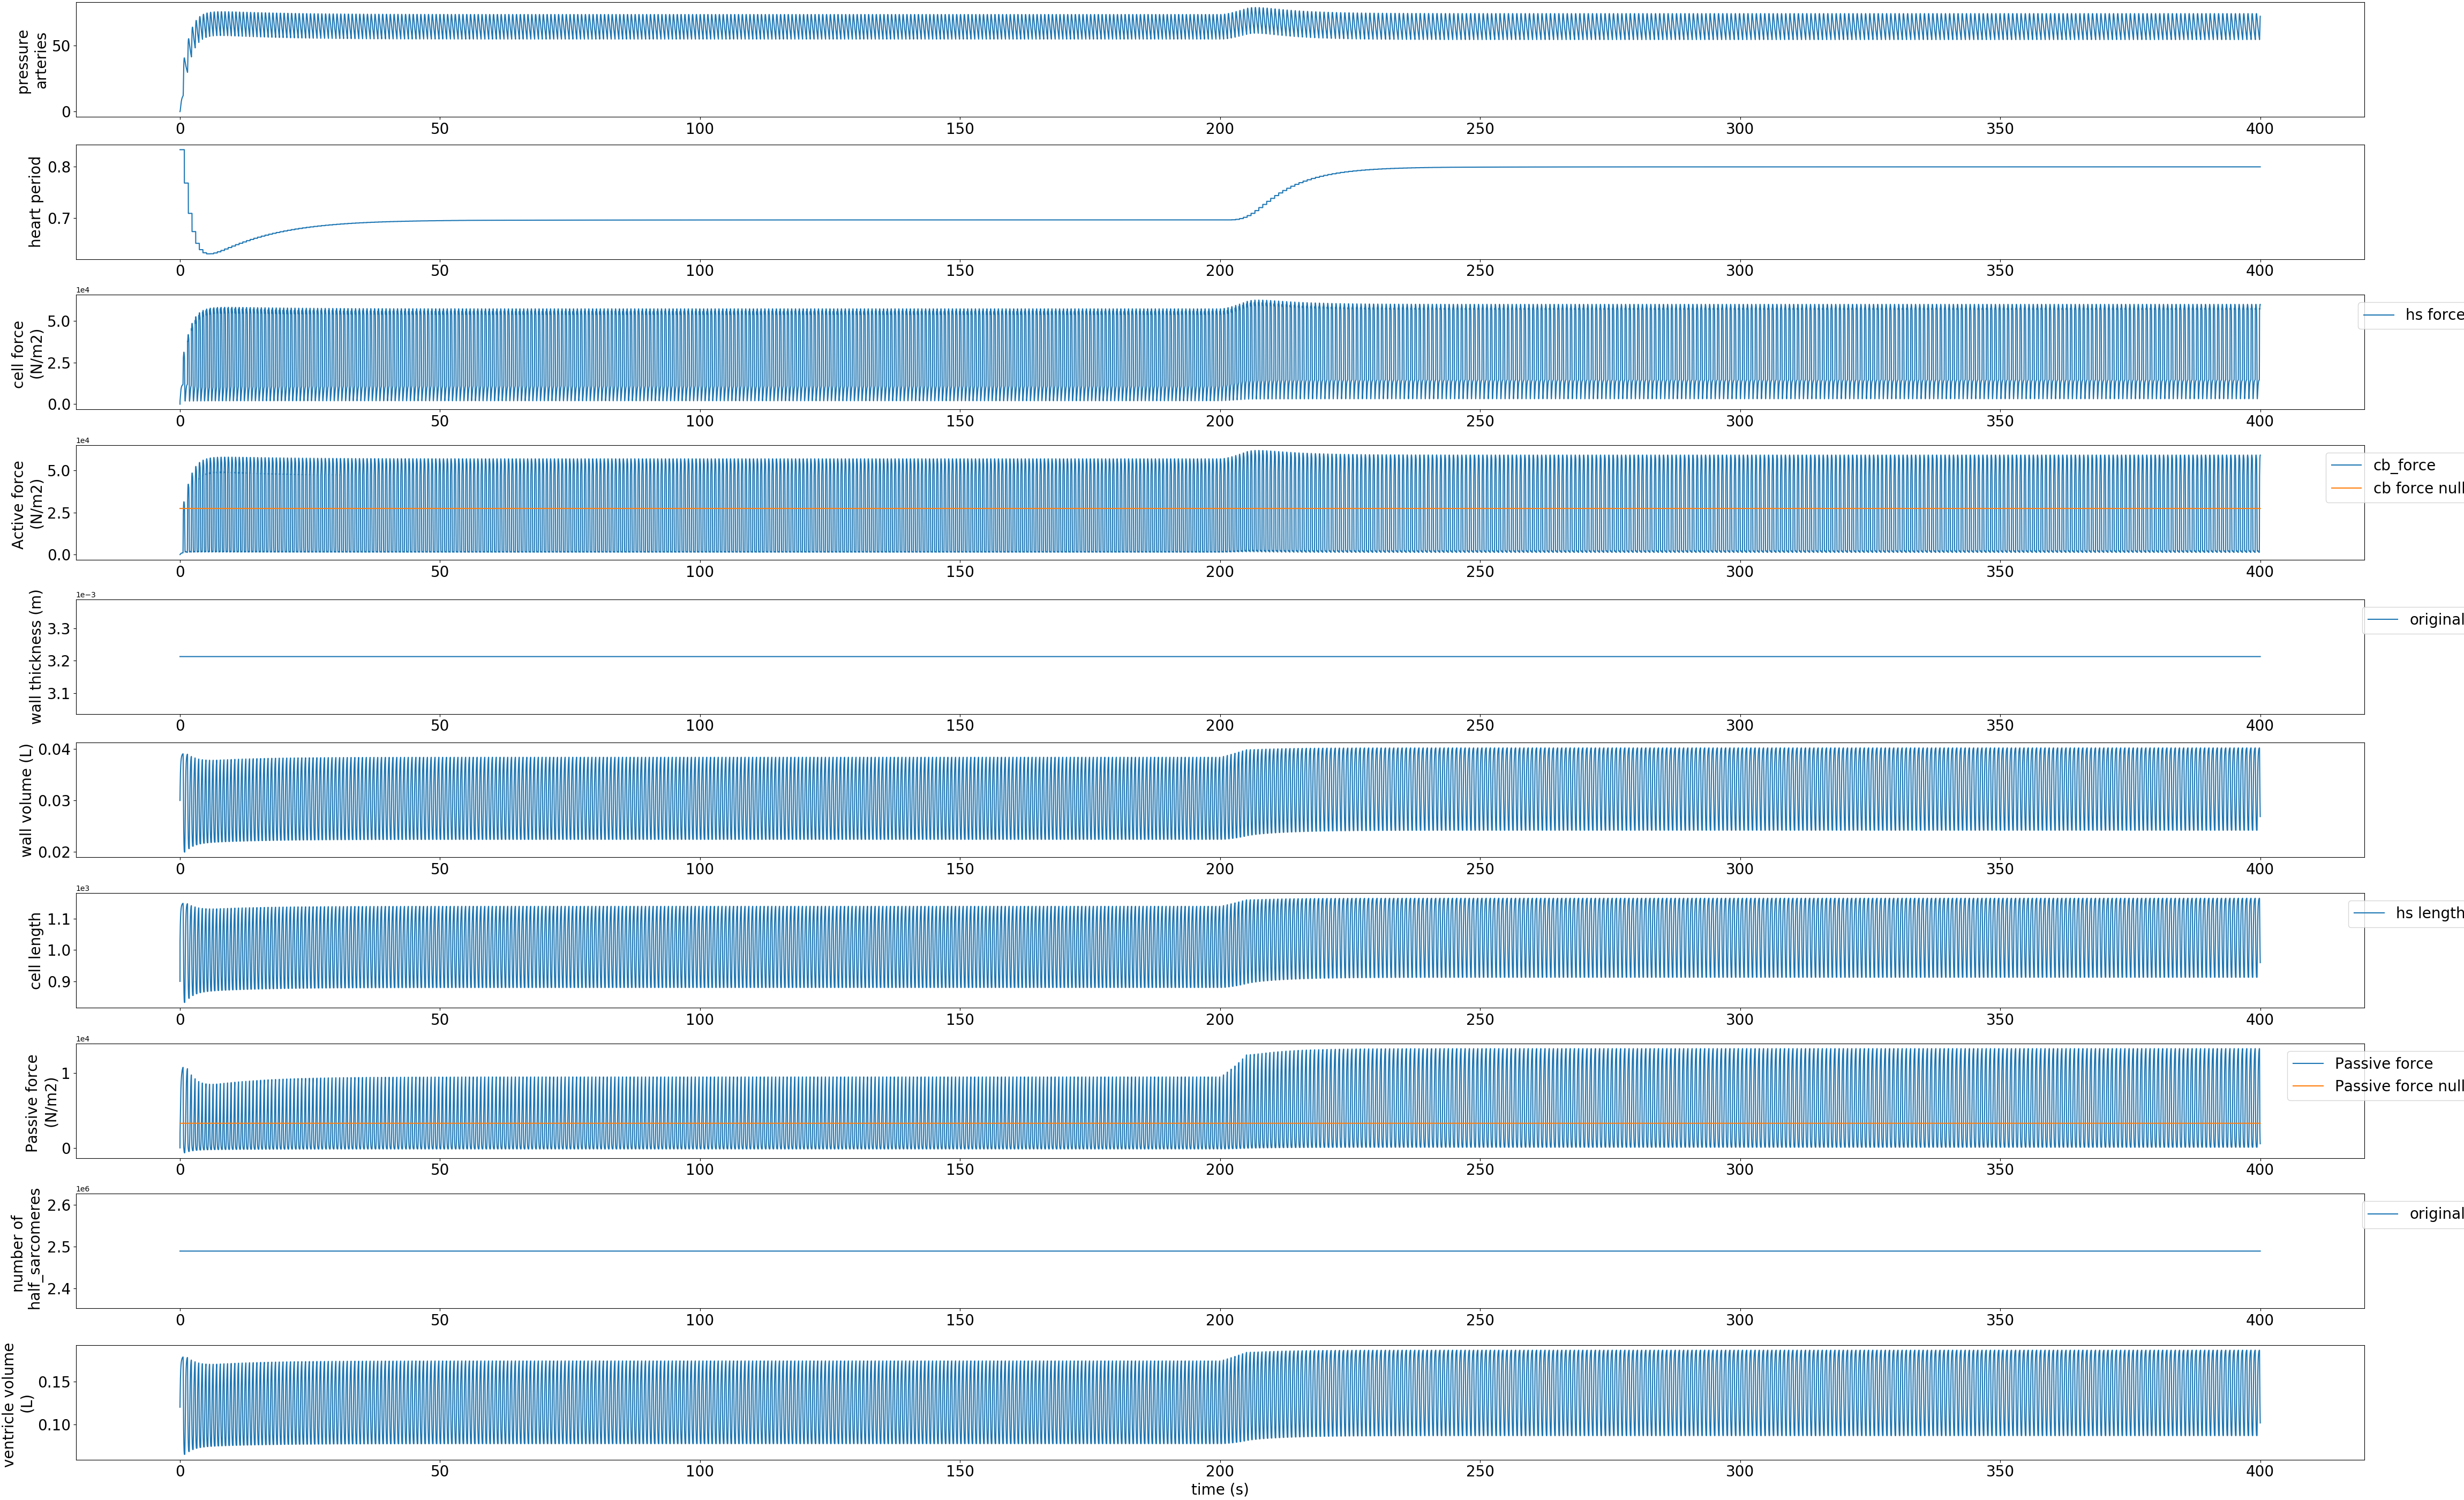 pressure
arteries
50
0
0 50 100 150 200 250 300 350 400
heart period
0.8
0.7
0 50 100 150 200 250 300 350 400
1e4
cell force
(N/m2)
5.0
2.5
0.0
hs force
0 50 100 150 200 250 300 350 400
1e4
Active force
(N/m2)
5.0
2.5
0.0
cb_force
cb force null
0 50 100 150 200 250 300 350 400
1e−3
wall thickness (m)
3.3
3.2
3.1
original
0 50 100 150 200 250 300 350 400
wall volume (L)
0.04
0.03
0.02
0 50 100 150 200 250 300 350 400
1e3
cell length
1.1
1.0
0.9
hs length
0 50 100 150 200 250 300 350 400
1e4
Passive force
(N/m2)
1
0
Passive force
Passive force null
0 50 100 150 200 250 300 350 400
1e6
number of
half_sarcomeres
2.6
2.5
2.4
original
0 50 100 150 200 250 300 350 400
ventricle volume
(L)
0.15
0.10
0 50 100 150 200 250 300 350 400
time (s)